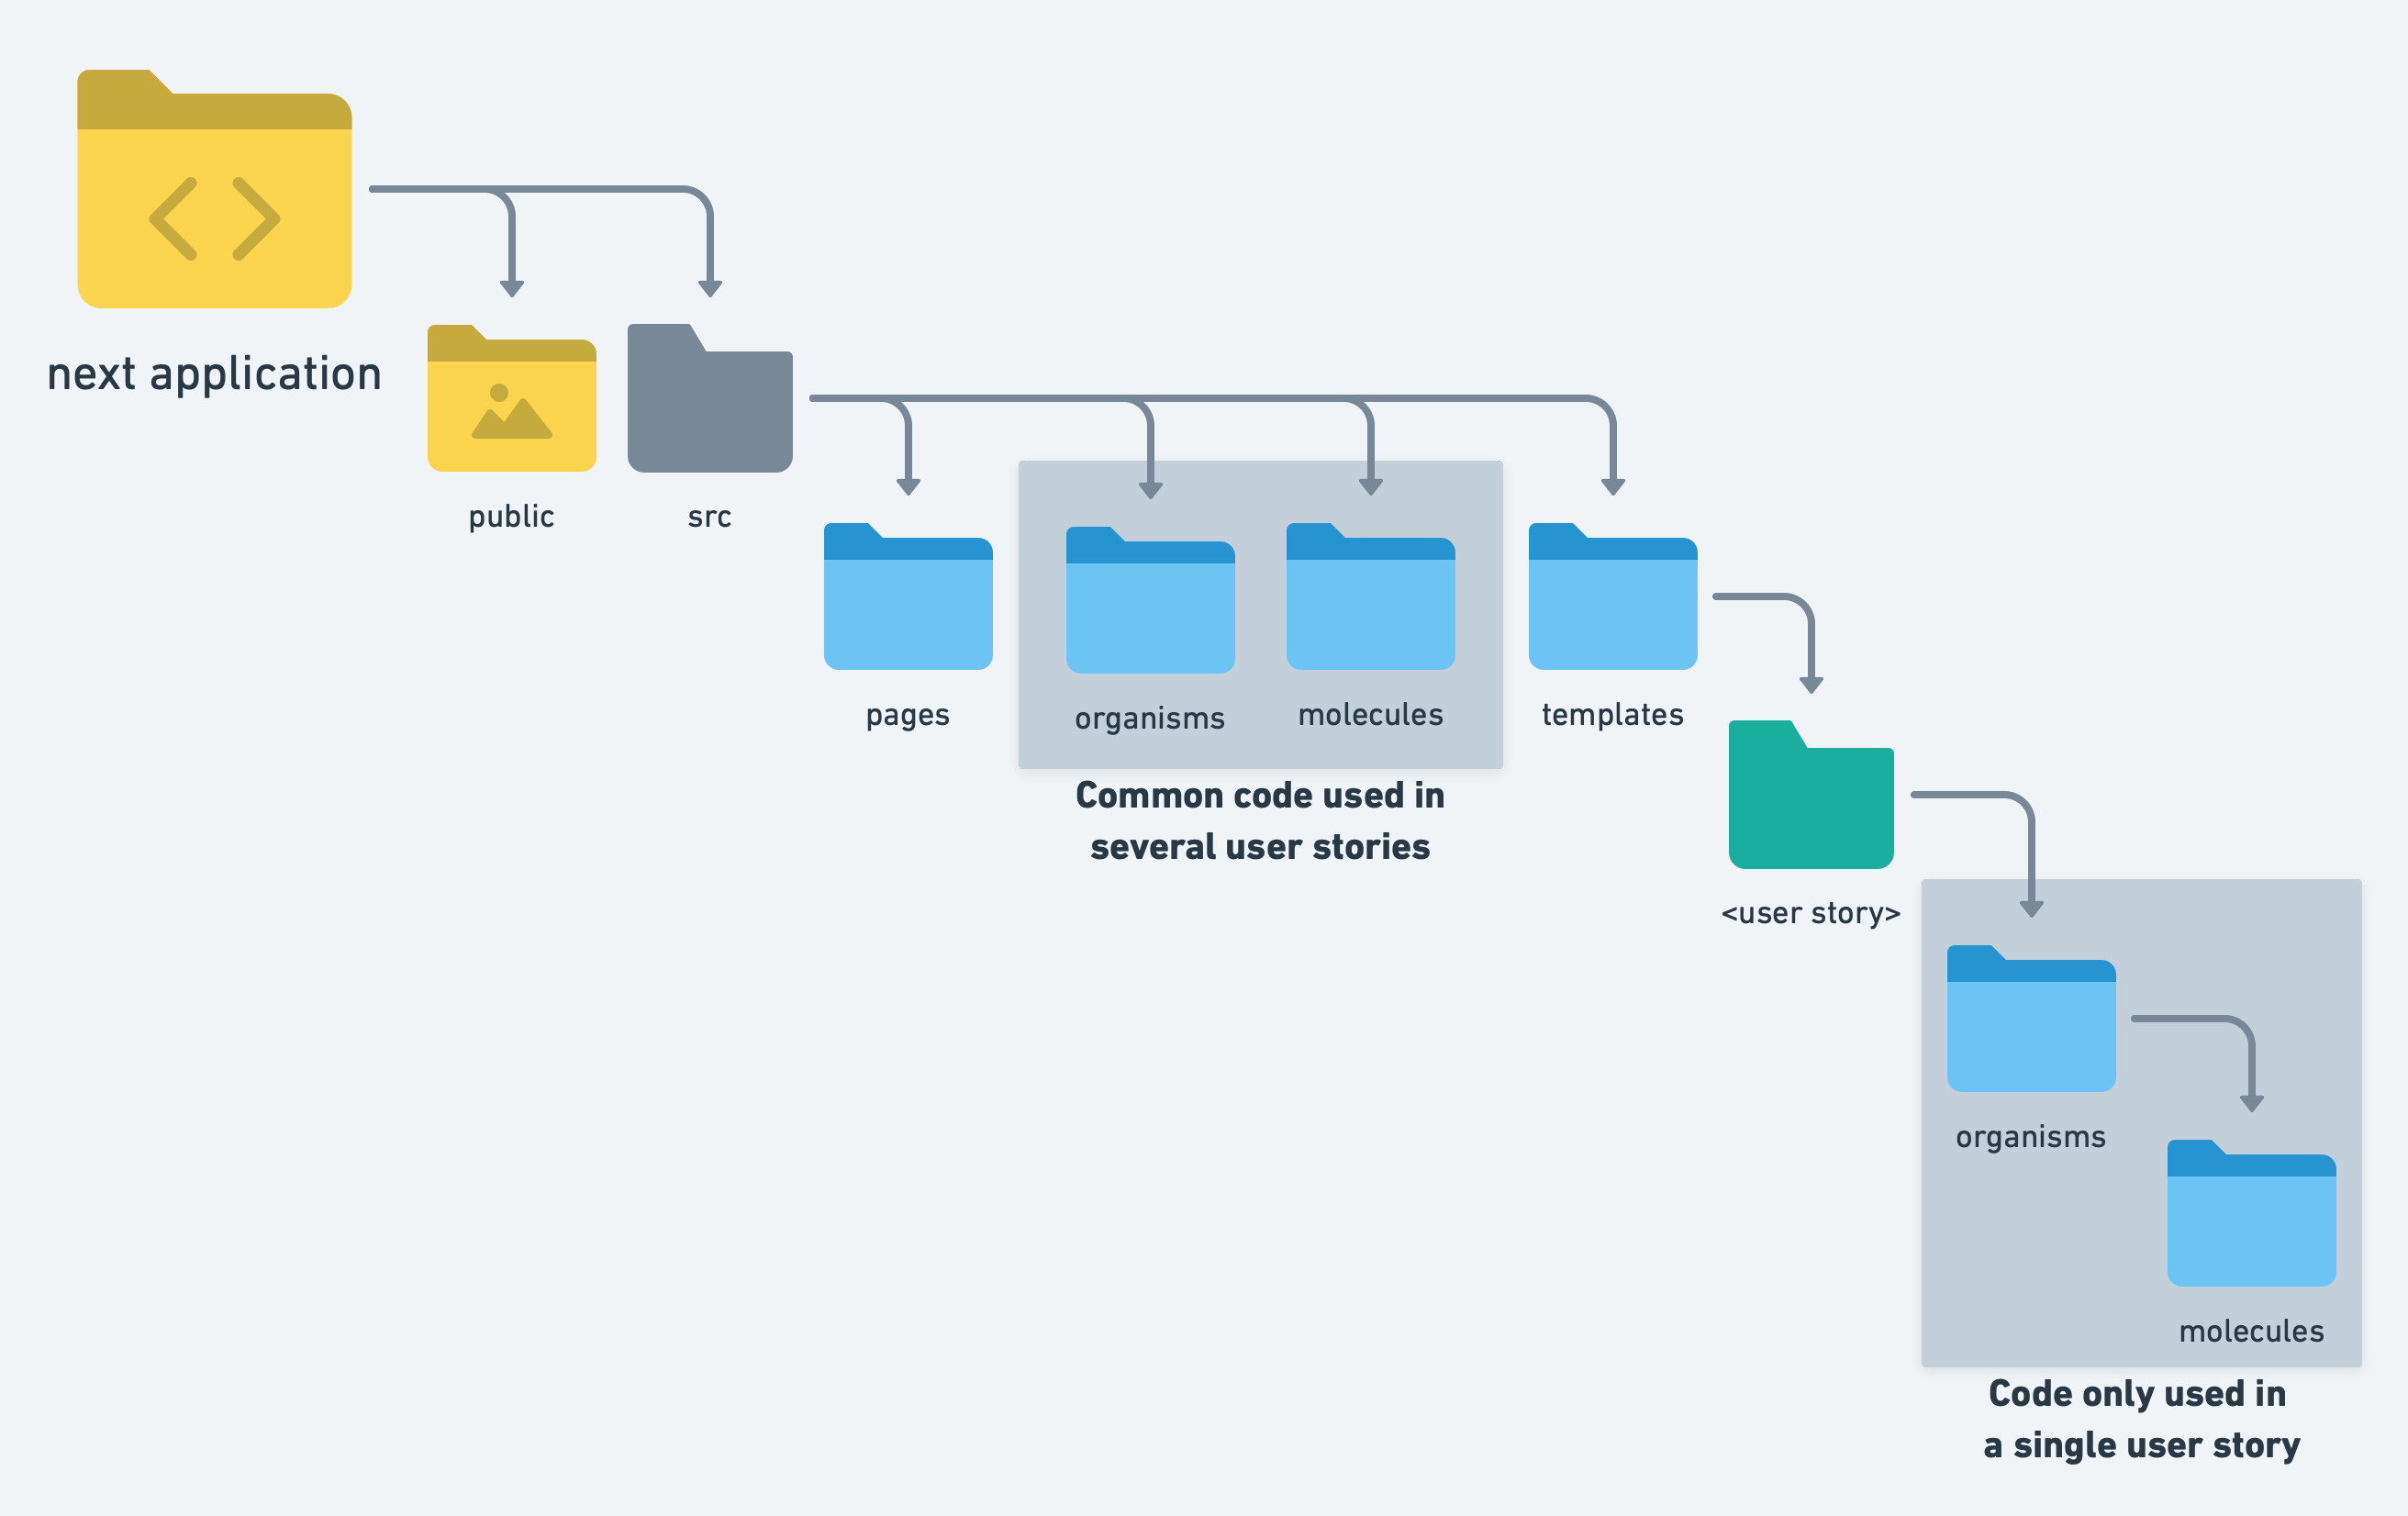 next application
public
src
pages
organisms
molecules
templates
Common code used in
several user stories
<user story>
organisms
molecules
Code only used in
a single user story